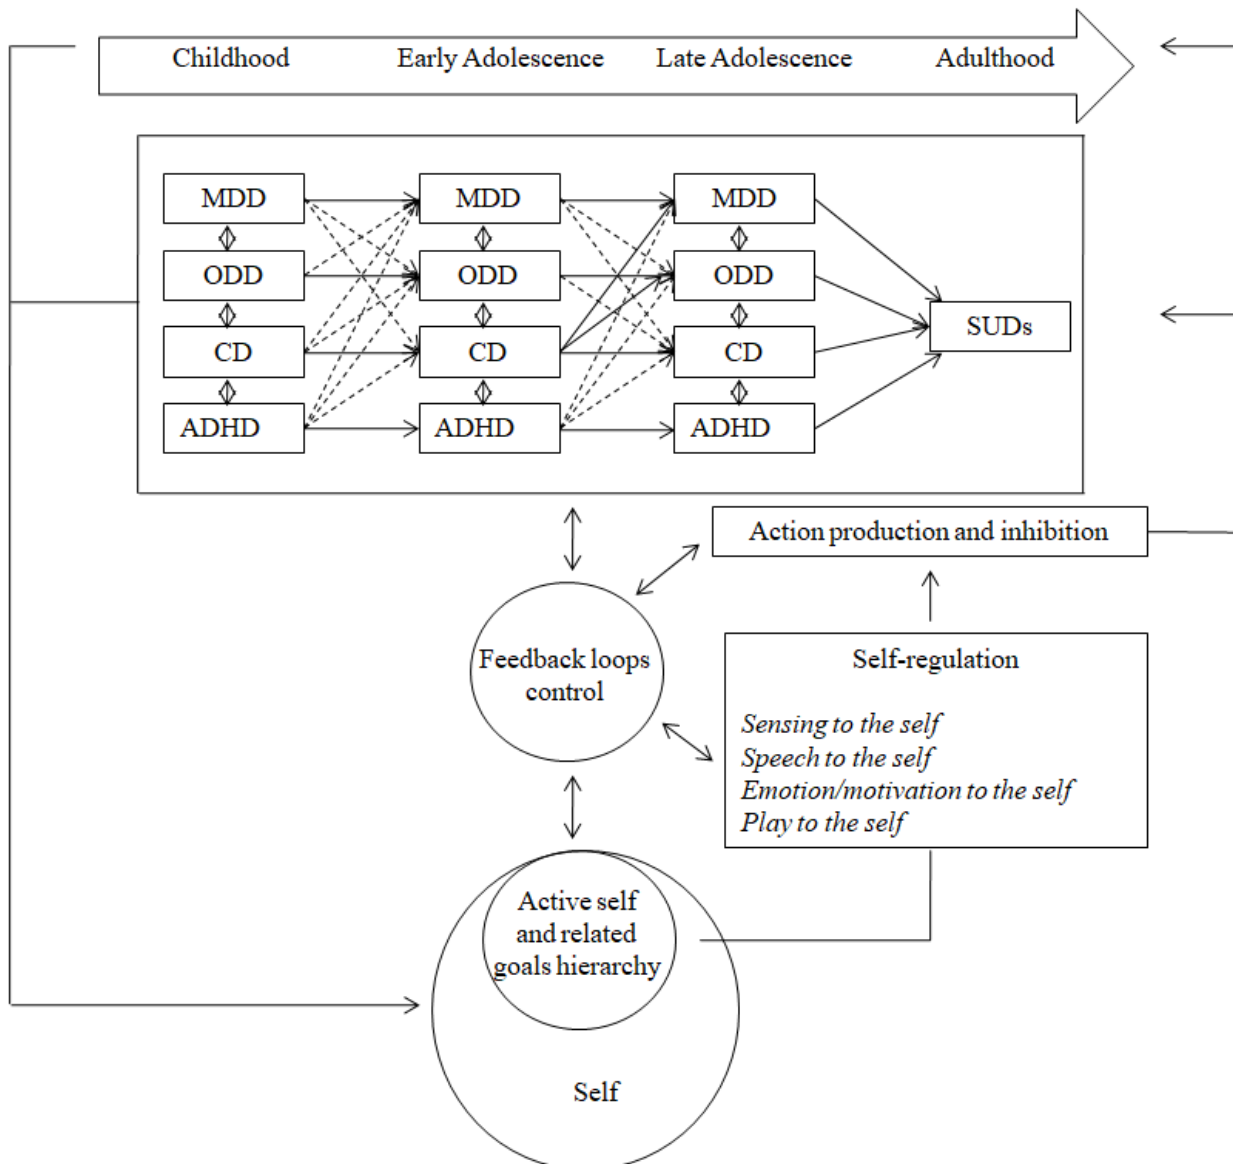 Childhood Early Adolescence Late Adolescence Adulthood
MDD MDD MDD
ODD ODD ODD
SUDs
CD CD CD
ADHD ADHD ADHD
Action production and inhibition
Feedback loops
control
Self-regulation
Sensing to the self
Speech to the self
Emotion/motivation to the self
Play to the self
Active self
and related
goals hierarchy
Self